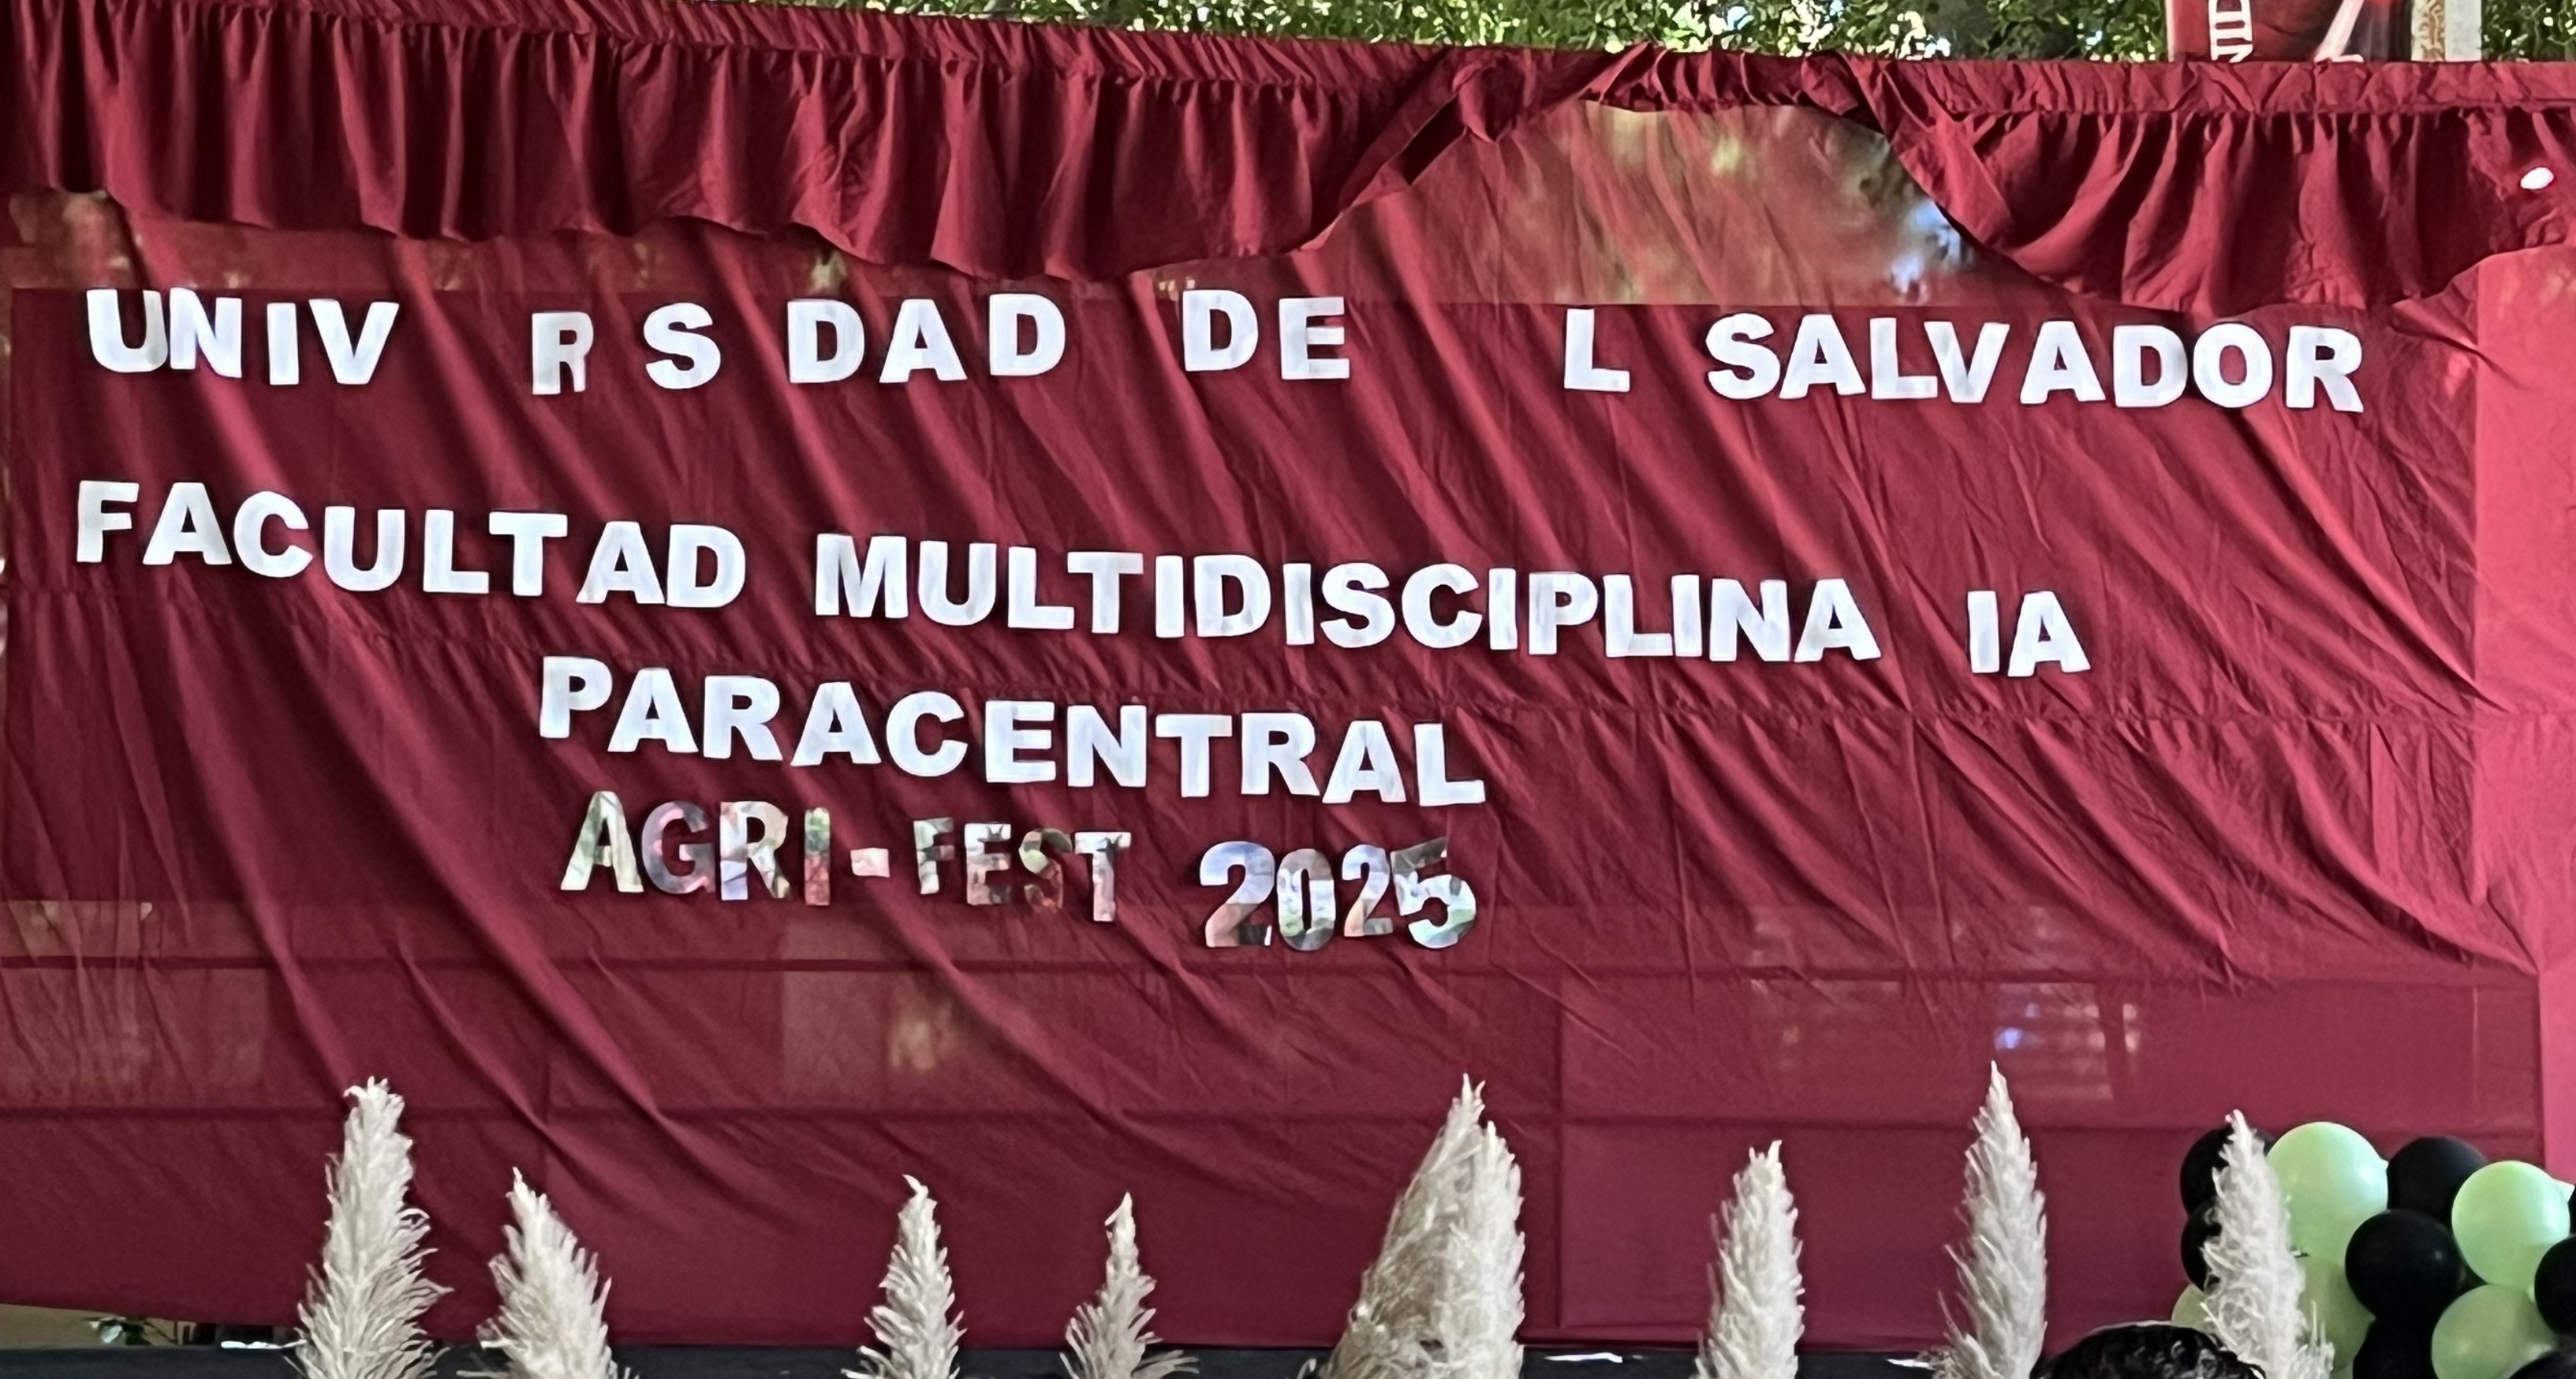 UNIV RS DAD DE L SALVADOR
FACULTAD MULTIDISCIPLINA IA
PARACENTRAL
AGRI-FEST 2025